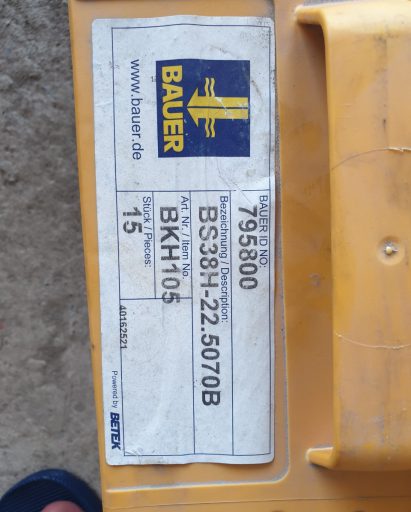 BAUER
www.bauer.de
BAUER ID NO:
795800
Bezeichnung / Description:
BS38H-22.5070B
Art. Nr. / Item No.
BKH105
Stück / Pieces:
15
40162521
Powered by BETEK